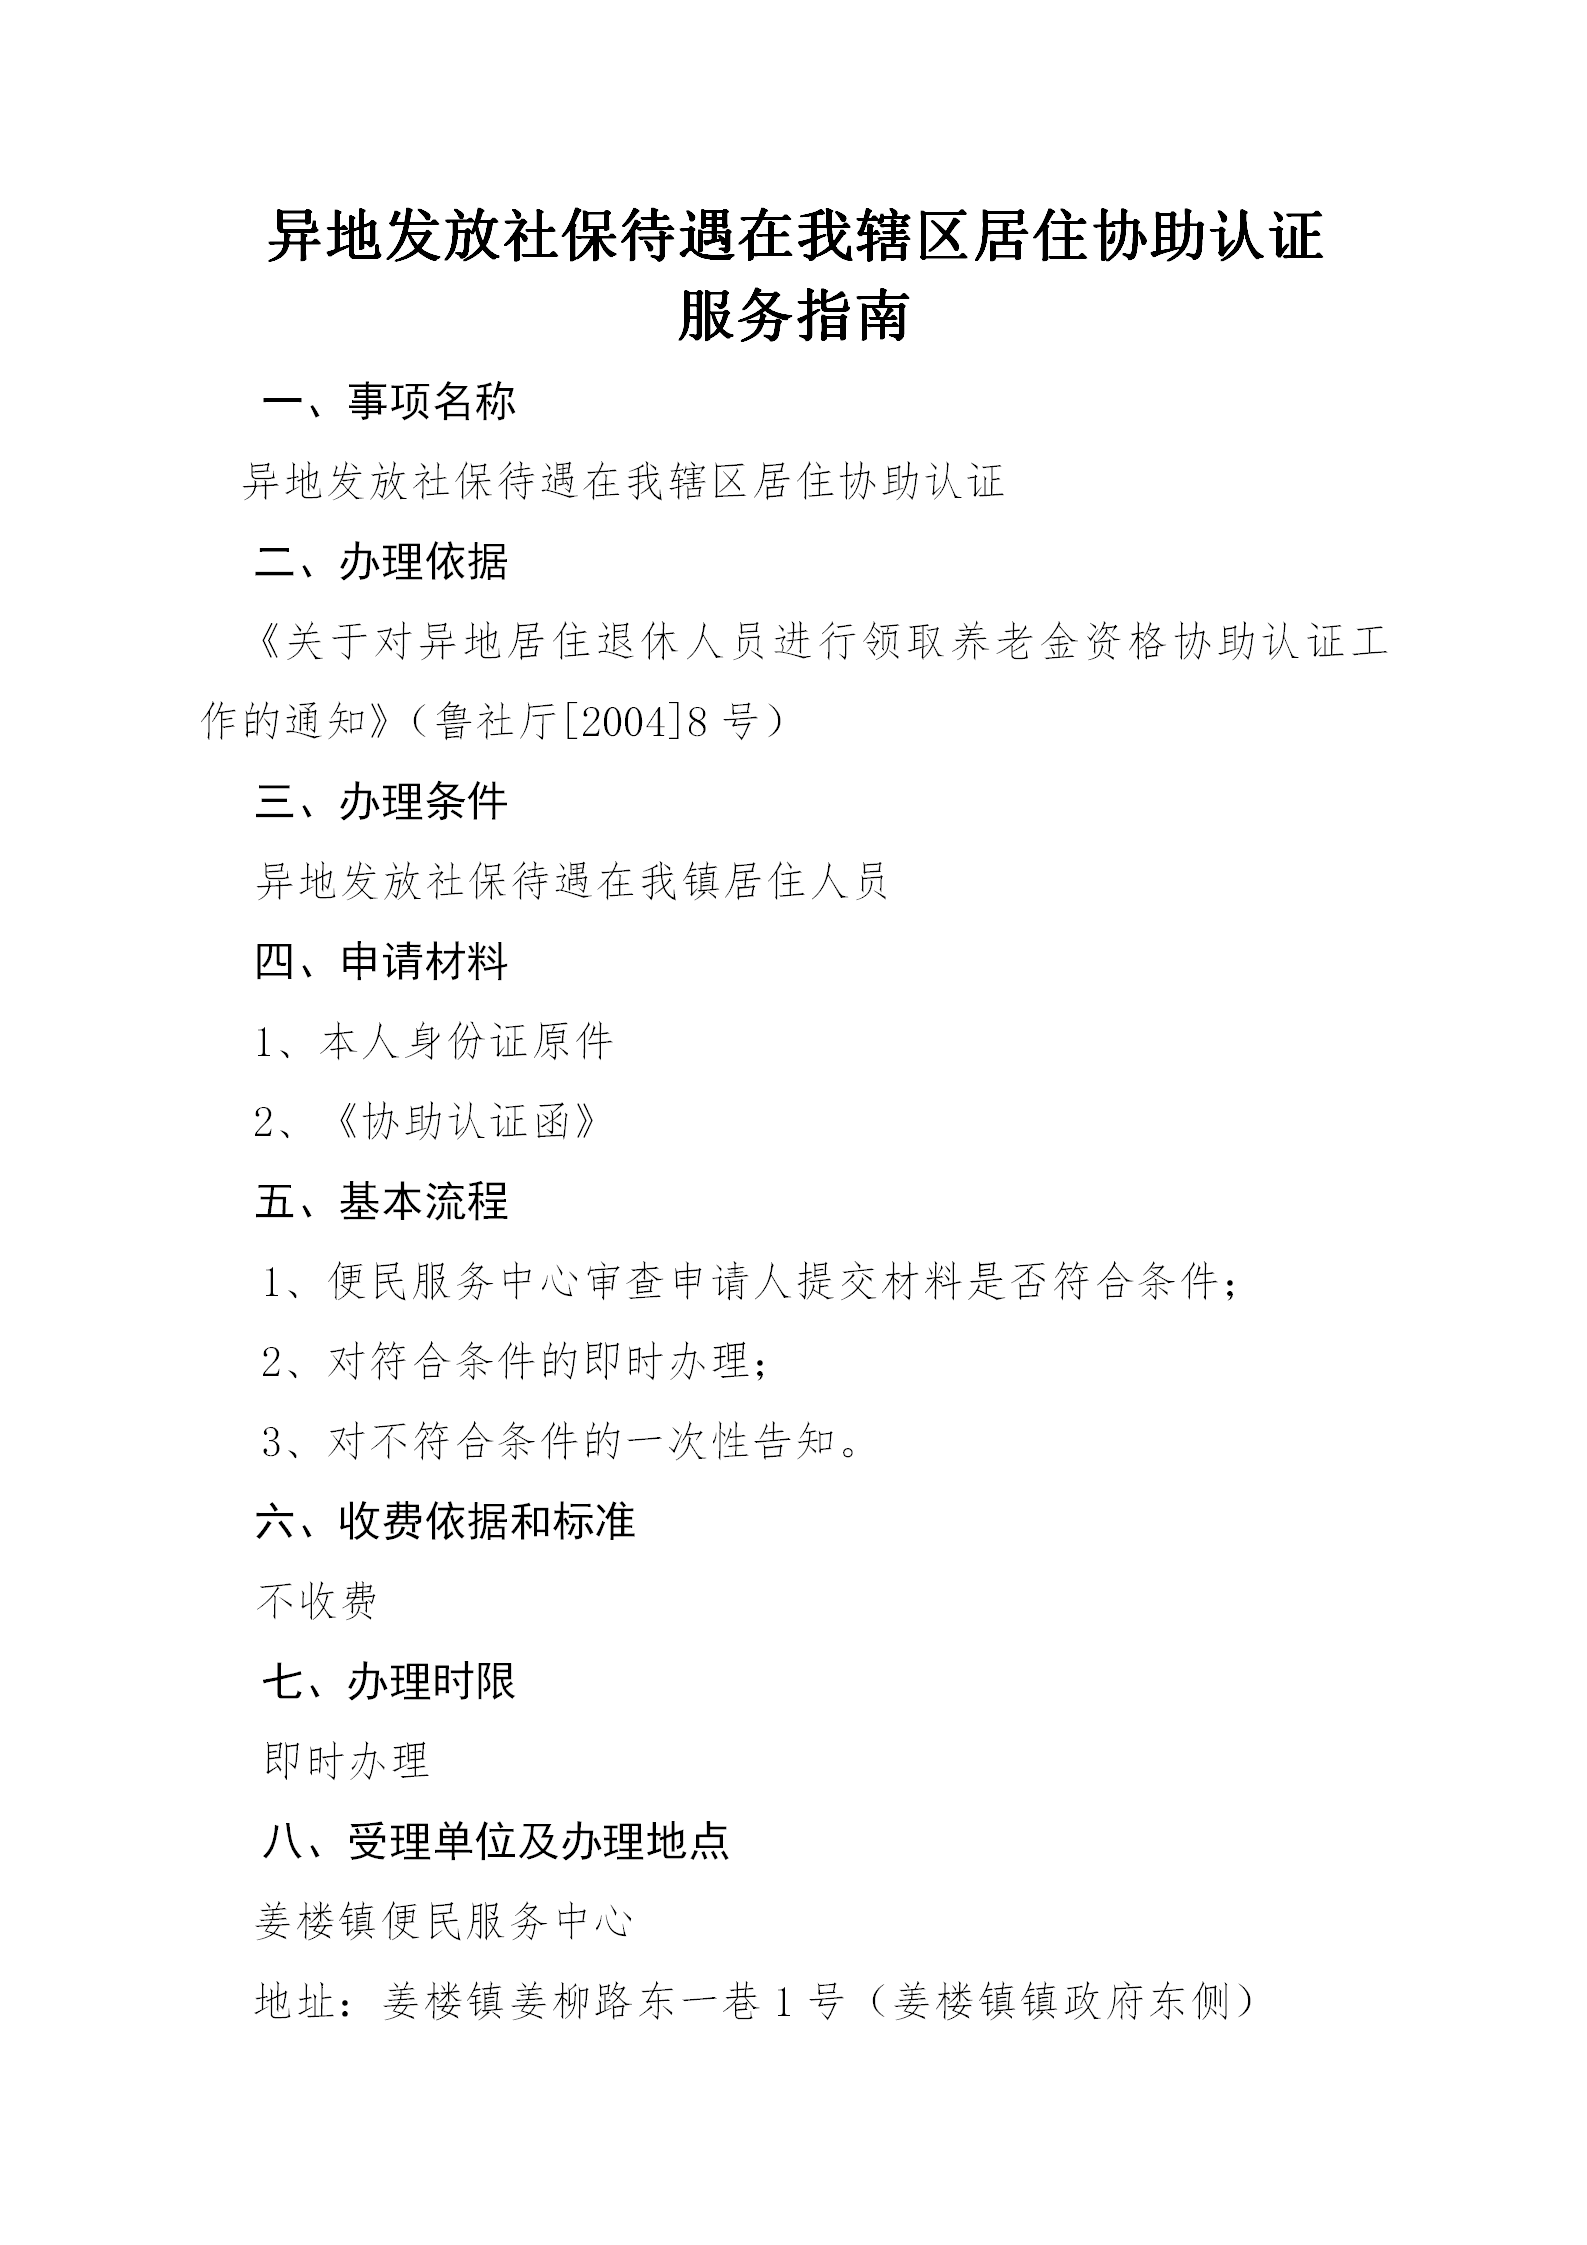 异地发放社保待遇在我辖区居住协助认证
服务指南
一、事项名称
异地发放社保待遇在我辖区居住协助认证
二、办理依据
《关于对异地居住退休人员进行领取养老金资格协助认证工
作的通知》（鲁社厅[2004]8 号）
三、办理条件
异地发放社保待遇在我镇居住人员
四、申请材料
1、本人身份证原件
2、《协助认证函》
五、基本流程
1、便民服务中心审查申请人提交材料是否符合条件；
2、对符合条件的即时办理；
3、对不符合条件的一次性告知。
六、收费依据和标准
不收费
七、办理时限
即时办理
八、受理单位及办理地点
姜楼镇便民服务中心
地址：姜楼镇姜柳路东一巷 1 号（姜楼镇镇政府东侧）